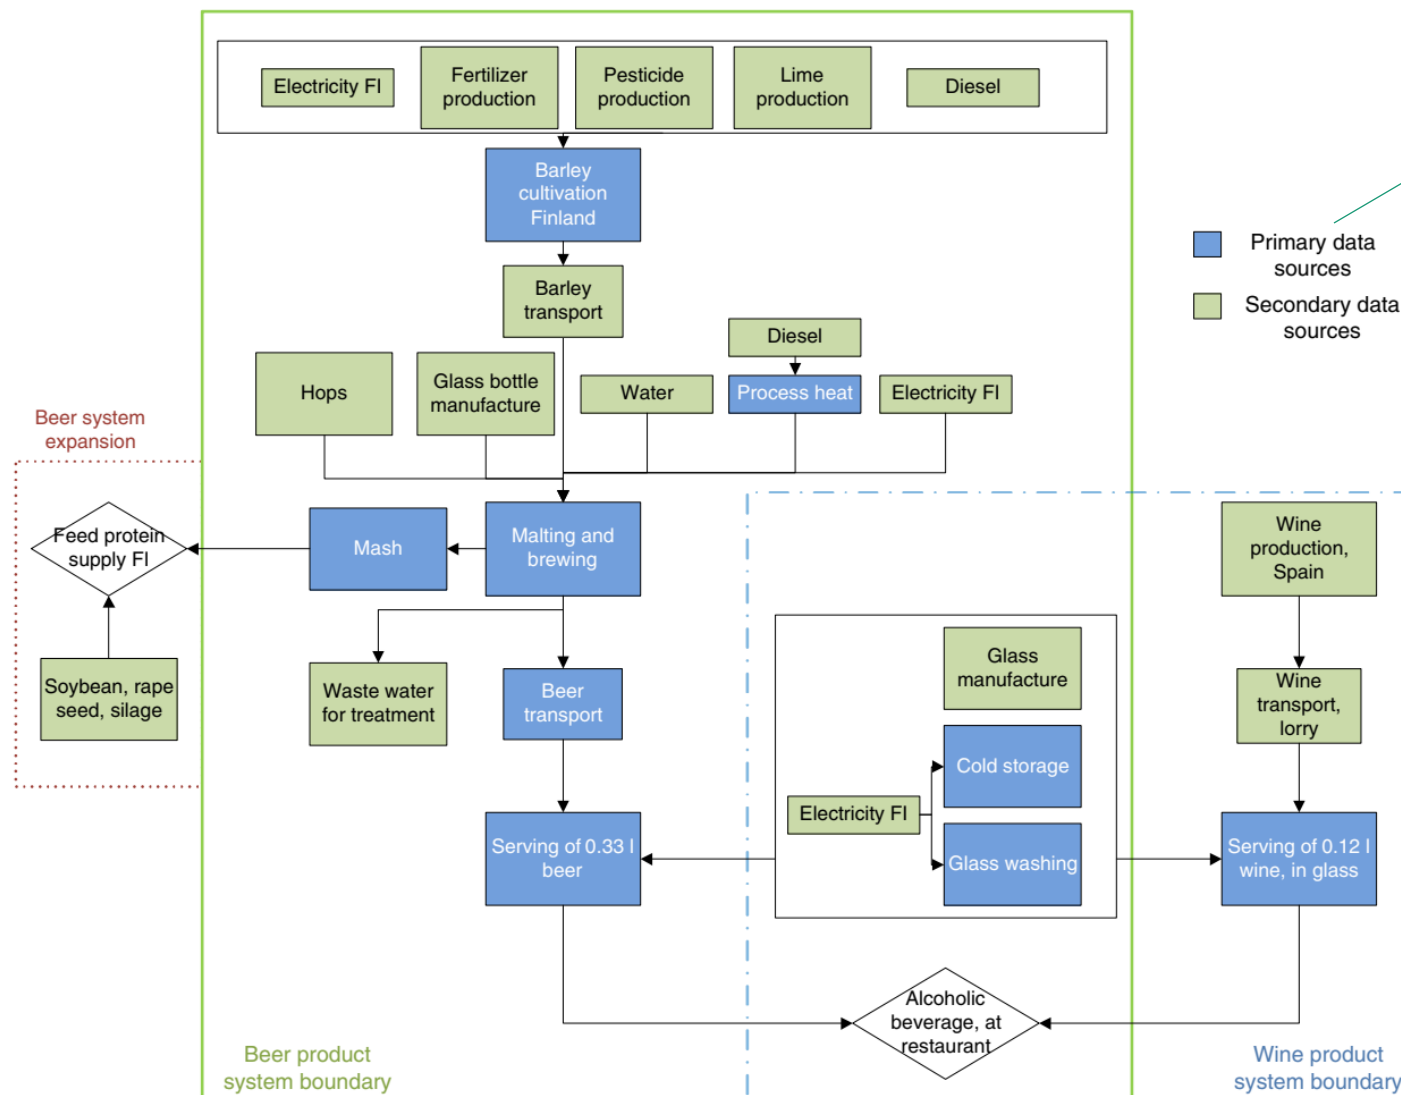 Electricity FI
Fertilizer
production
Pesticide
production
Lime
production
Diesel
Barley
cultivation
Finland
Primary data
sources
Secondary data
sources
Barley
transport
Diesel
Hops
Glass bottle
manufacture
Water
Process heat
Electricity FI
Beer system
expansion
Feed protein
supply FI
Mash
Malting and
brewing
Wine
production,
Spain
Soybean, rape
seed, silage
Waste water
for treatment
Beer
transport
Glass
manufacture
Wine
transport,
lorry
Cold storage
Electricity FI
Glass washing
Serving of 0.33 l
beer
Serving of 0.12 l
wine, in glass
Alcoholic
beverage, at
restaurant
Beer product
system boundary
Wine product
system boundary